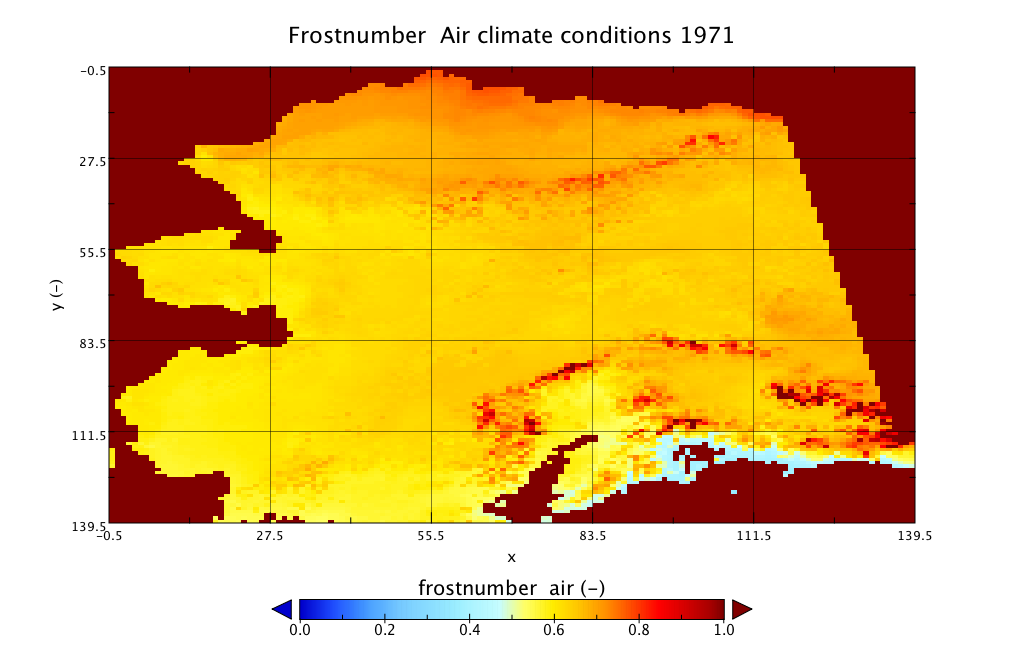 Frostnumber  Air climate conditions 1971
−0.5
27.5
55.5
83.5
111.5
139.5
y (−)
−0.5 27.5 55.5 83.5 111.5 139.5
x
frostnumber  air (−)
0.0 0.2 0.4 0.6 0.8 1.0